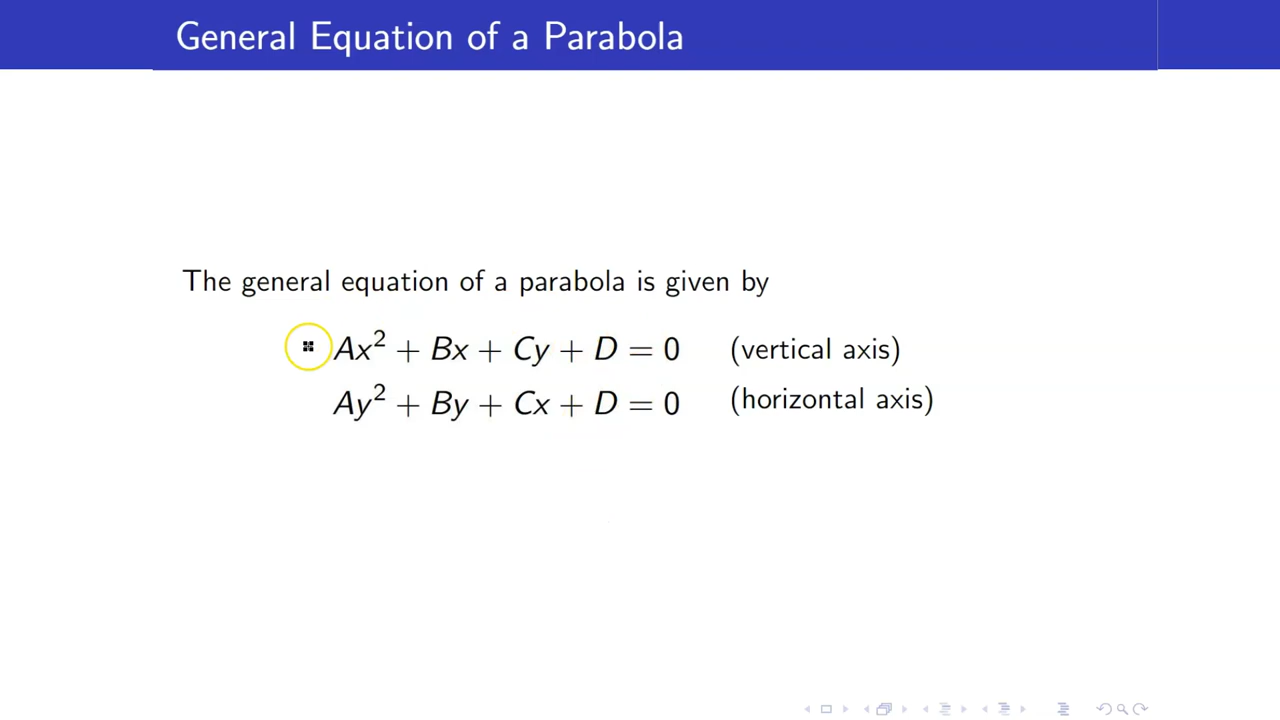 General Equation of a Parabola
The general equation of a parabola is given by
Ax² + Bx + Cy + D = 0 (vertical axis)
Ay² + By + Cx + D = 0 (horizontal axis)